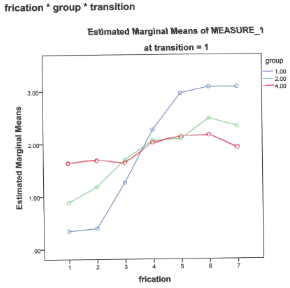 frication * group * transition
Estimated Marginal Means of MEASURE_1
at transition = 1
group
1.00
2.00
4.00
Estimated Marginal Means
3.00
2.00
1.00
.00
1 2 3 4 5 6 7
frication